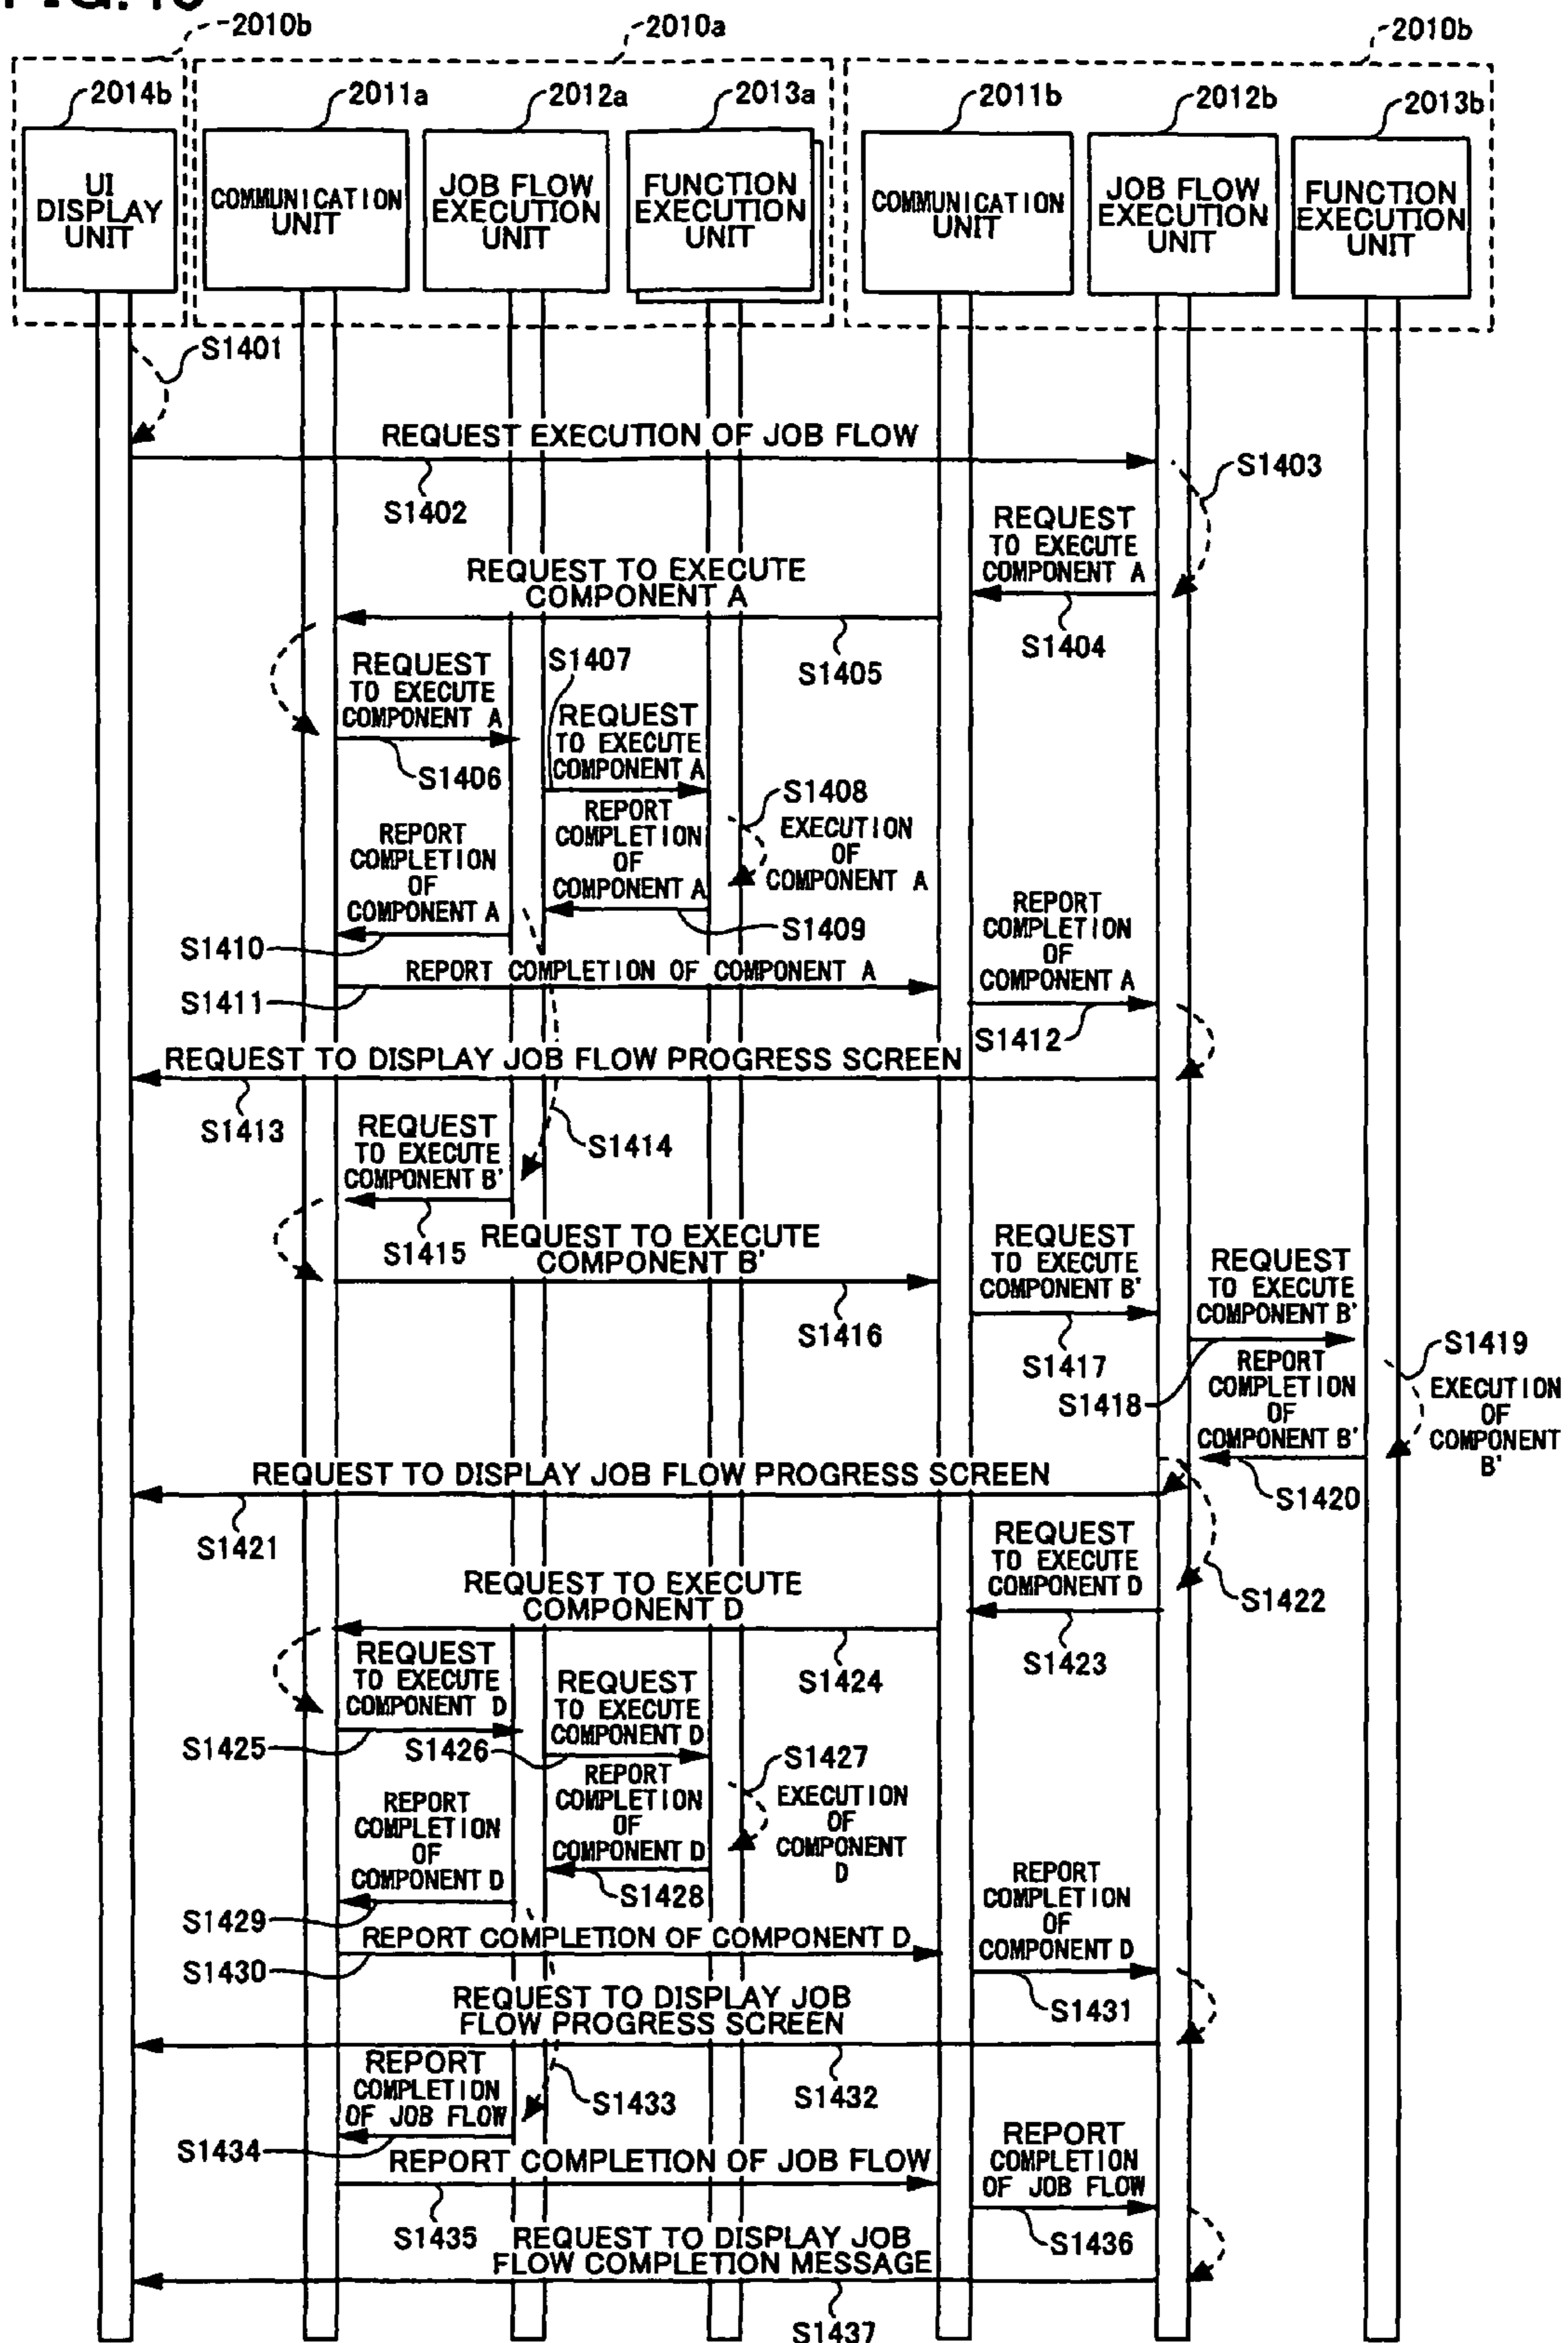 2010b
2010a
2010b
2014b
2011a
2012a
2013a
2011b
2012b
2013b
UI
DISPLAY
UNIT
COMMUNICATION
UNIT
JOB FLOW
EXECUTION
UNIT
FUNCTION
EXECUTION
UNIT
COMMUNICATION
UNIT
JOB FLOW
EXECUTION
UNIT
FUNCTION
EXECUTION
UNIT
S1401
REQUEST EXECUTION OF JOB FLOW
S1402
S1403
REQUEST
TO EXECUTE
COMPONENT A
S1404
REQUEST TO EXECUTE
COMPONENT A
S1405
REQUEST
TO EXECUTE
COMPONENT A
S1406
S1407
REQUEST
TO EXECUTE
COMPONENT A
S1408
EXECUTION
OF
COMPONENT A
REPORT
COMPLETION
OF
COMPONENT A
S1409
REPORT
COMPLETION
OF
COMPONENT A
S1410
REPORT COMPLETION OF COMPONENT A
S1411
REPORT
COMPLETION
OF
COMPONENT A
S1412
REQUEST TO DISPLAY JOB FLOW PROGRESS SCREEN
S1413
S1414
REQUEST
TO EXECUTE
COMPONENT B'
S1415
REQUEST TO EXECUTE
COMPONENT B'
S1416
REQUEST
TO EXECUTE
COMPONENT B'
S1417
REQUEST
TO EXECUTE
COMPONENT B'
S1418
S1419
EXECUTION
OF
COMPONENT
B'
REPORT
COMPLETION
OF
COMPONENT B'
S1420
REQUEST TO DISPLAY JOB FLOW PROGRESS SCREEN
S1421
S1422
REQUEST
TO EXECUTE
COMPONENT D
S1423
REQUEST TO EXECUTE
COMPONENT D
S1424
REQUEST
TO EXECUTE
COMPONENT D
S1425
REQUEST
TO EXECUTE
COMPONENT D
S1426
S1427
EXECUTION
OF
COMPONENT
D
REPORT
COMPLETION
OF
COMPONENT D
S1428
REPORT
COMPLETION
OF
COMPONENT D
S1429
REPORT COMPLETION OF COMPONENT D
S1430
REPORT
COMPLETION
OF
COMPONENT D
S1431
REQUEST TO DISPLAY JOB
FLOW PROGRESS SCREEN
S1432
S1433
REPORT
COMPLETION
OF JOB FLOW
S1434
REPORT COMPLETION OF JOB FLOW
S1435
REPORT
COMPLETION
OF JOB FLOW
S1436
REQUEST TO DISPLAY JOB
FLOW COMPLETION MESSAGE
S1437